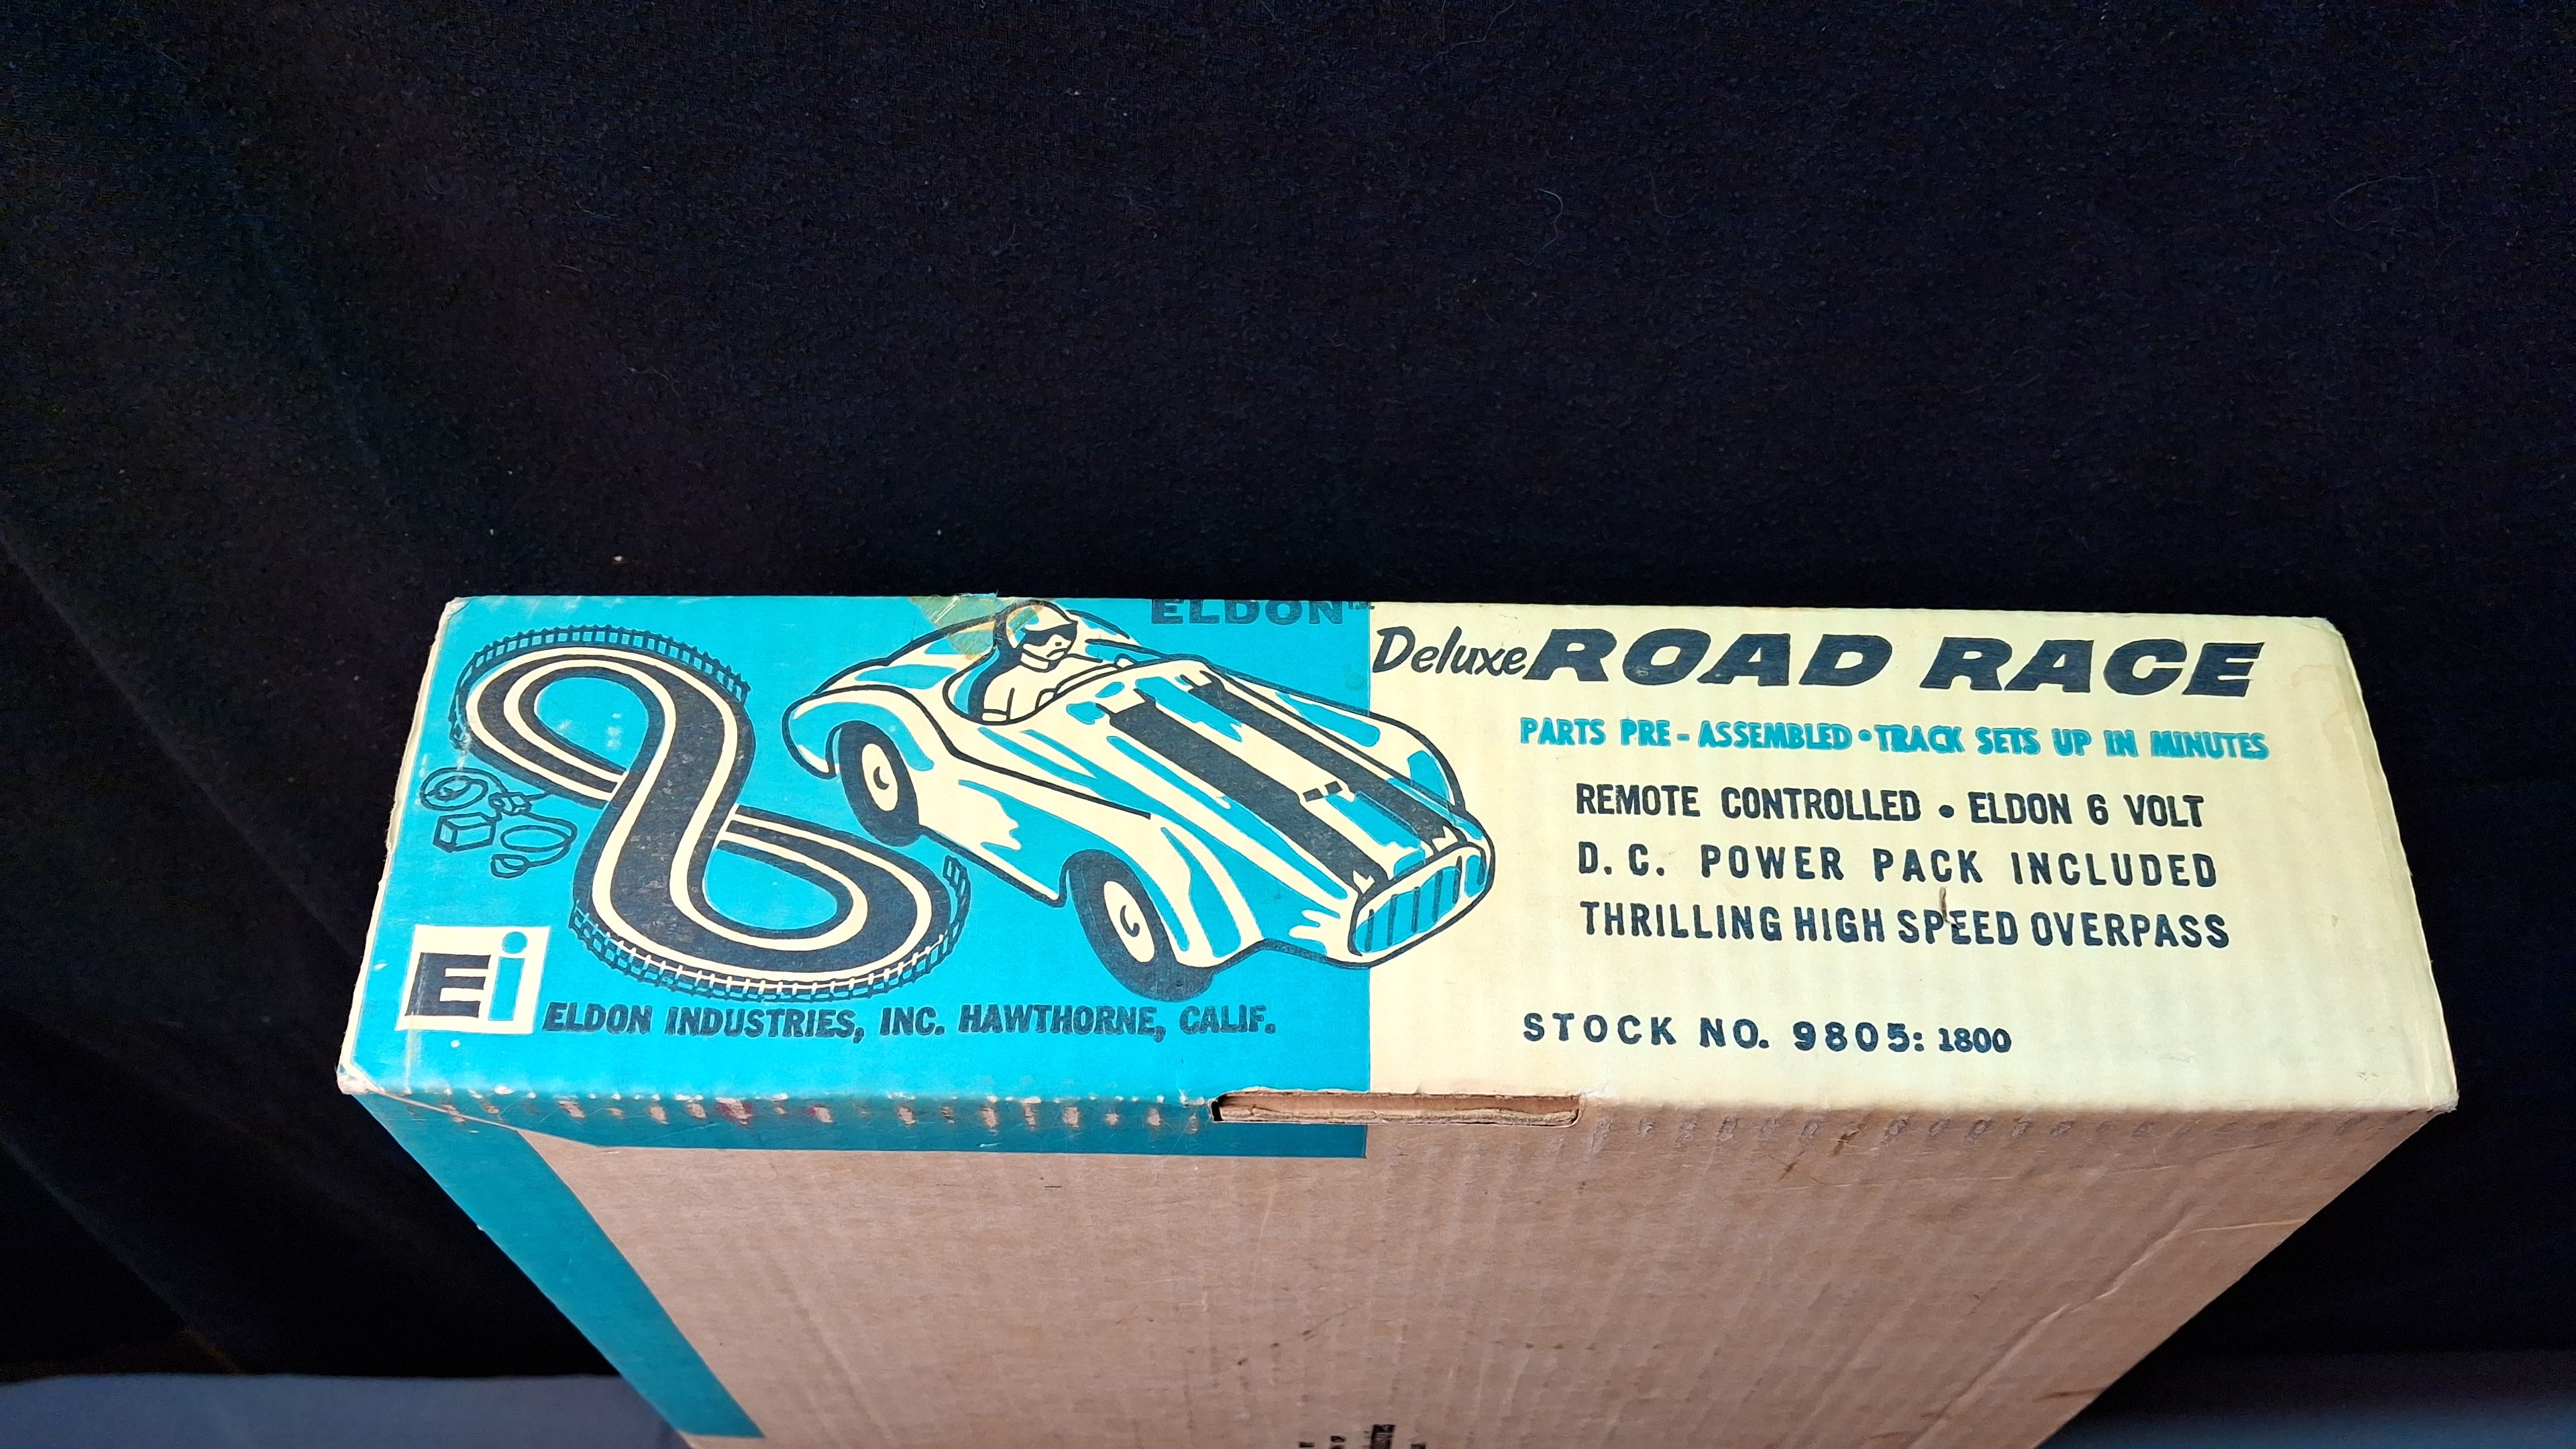 ELDON
Deluxe ROAD RACE
PARTS PRE-ASSEMBLED • TRACK SETS UP IN MINUTES
REMOTE CONTROLLED • ELDON 6 VOLT
D.C. POWER PACK INCLUDED
THRILLING HIGH SPEED OVERPASS
STOCK NO. 9805: 1800
Ei
ELDON INDUSTRIES, INC. HAWTHORNE, CALIF.